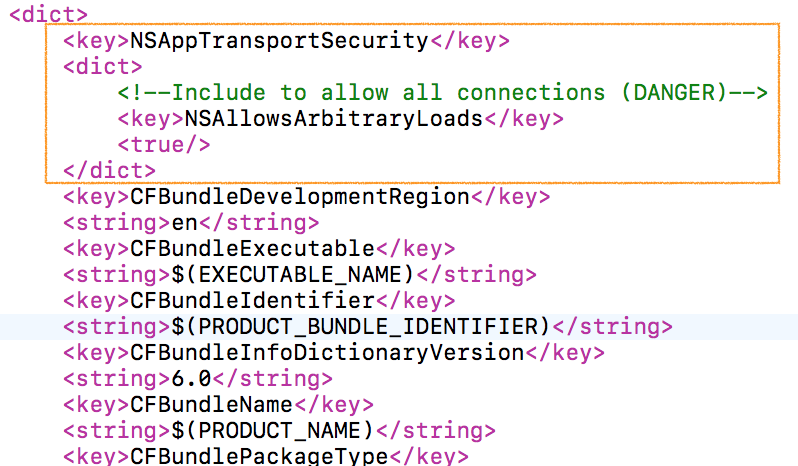 <dict>
<key>NSAppTransportSecurity</key>
<dict>
<!--Include to allow all connections (DANGER)-->
<key>NSAllowsArbitraryLoads</key>
<true/>
</dict>
<key>CFBundleDevelopmentRegion</key>
<string>en</string>
<key>CFBundleExecutable</key>
<string>$(EXECUTABLE_NAME)</string>
<key>CFBundleIdentifier</key>
<string>$(PRODUCT_BUNDLE_IDENTIFIER)</string>
<key>CFBundleInfoDictionaryVersion</key>
<string>6.0</string>
<key>CFBundleName</key>
<string>$(PRODUCT_NAME)</string>
<key>CFBundlePackageType</key>